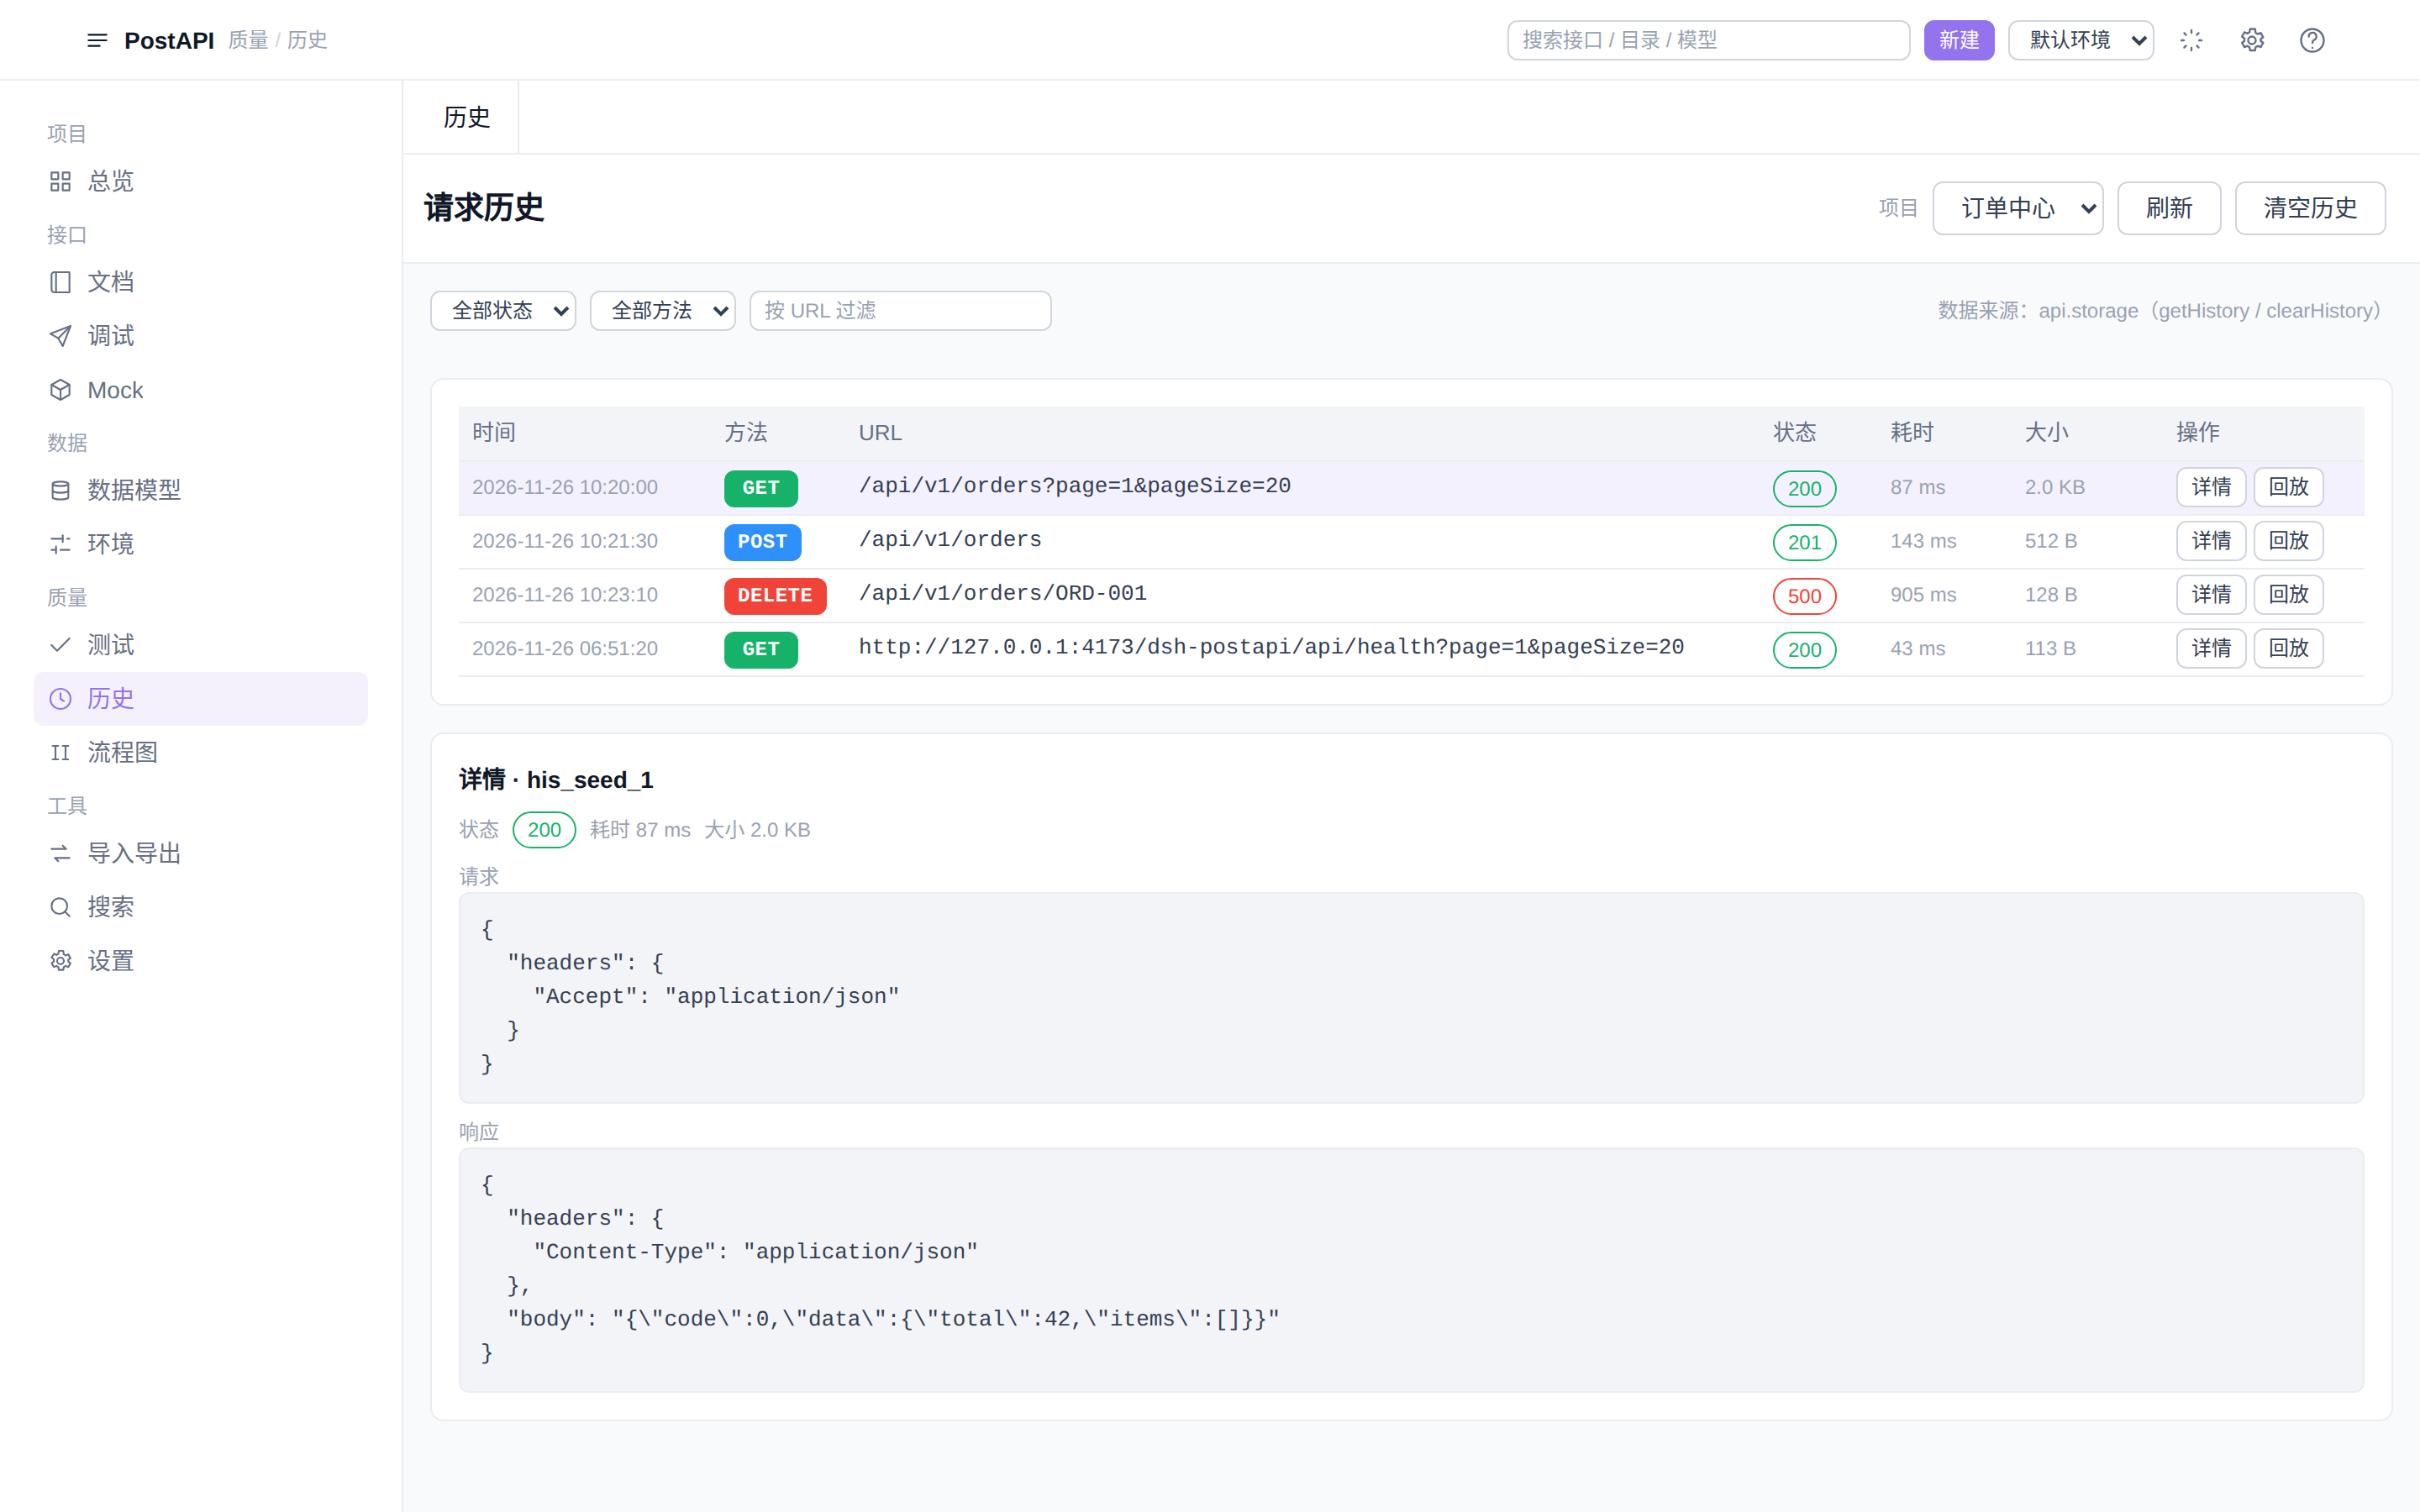 PostAPI 质量 / 历史 搜索接口 / 目录 / 模型 新建 默认环境
项目
总览
接口
文档
调试
Mock
数据
数据模型
环境
质量
测试
历史
流程图
工具
导入导出
搜索
设置
历史
请求历史 项目 订单中心 刷新 清空历史
全部状态 全部方法 按 URL 过滤 数据来源：api.storage（getHistory / clearHistory）
时间 方法 URL 状态 耗时 大小 操作
2026-11-26 10:20:00 GET /api/v1/orders?page=1&pageSize=20 200 87 ms 2.0 KB 详情 回放
2026-11-26 10:21:30 POST /api/v1/orders 201 143 ms 512 B 详情 回放
2026-11-26 10:23:10 DELETE /api/v1/orders/ORD-001 500 905 ms 128 B 详情 回放
2026-11-26 06:51:20 GET http://127.0.0.1:4173/dsh-postapi/api/health?page=1&pageSize=20 200 43 ms 113 B 详情 回放
详情 · his_seed_1
状态 200 耗时 87 ms 大小 2.0 KB
请求
{
  "headers": {
    "Accept": "application/json"
  }
}
响应
{
  "headers": {
    "Content-Type": "application/json"
  },
  "body": "{\"code\":0,\"data\":{\"total\":42,\"items\":[]}}"
}